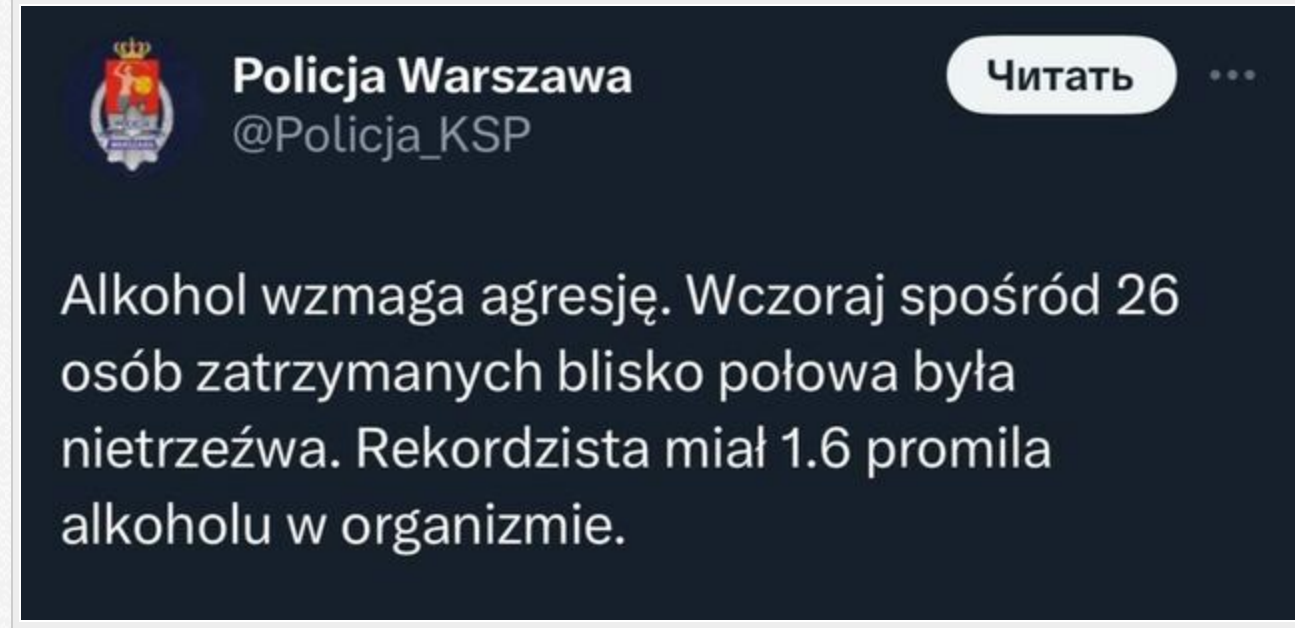 Policja Warszawa
Читать
@Policja_KSP
Alkohol wzmaga agresję. Wczoraj spośród 26
osób zatrzymanych blisko połowa była
nietrzeźwa. Rekordzista miał 1.6 promila
alkoholu w organizmie.